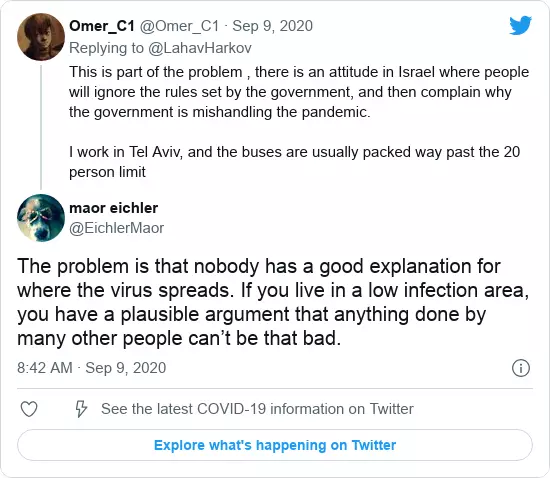 Omer_C1 @Omer_C1 · Sep 9, 2020
Replying to @LahavHarkov
This is part of the problem , there is an attitude in Israel where people
will ignore the rules set by the government, and then complain why
the government is mishandling the pandemic.
I work in Tel Aviv, and the buses are usually packed way past the 20
person limit
maor eichler
@EichlerMaor
The problem is that nobody has a good explanation for
where the virus spreads. If you live in a low infection area,
you have a plausible argument that anything done by
many other people can’t be that bad.
8:42 AM · Sep 9, 2020
See the latest COVID-19 information on Twitter
Explore what's happening on Twitter